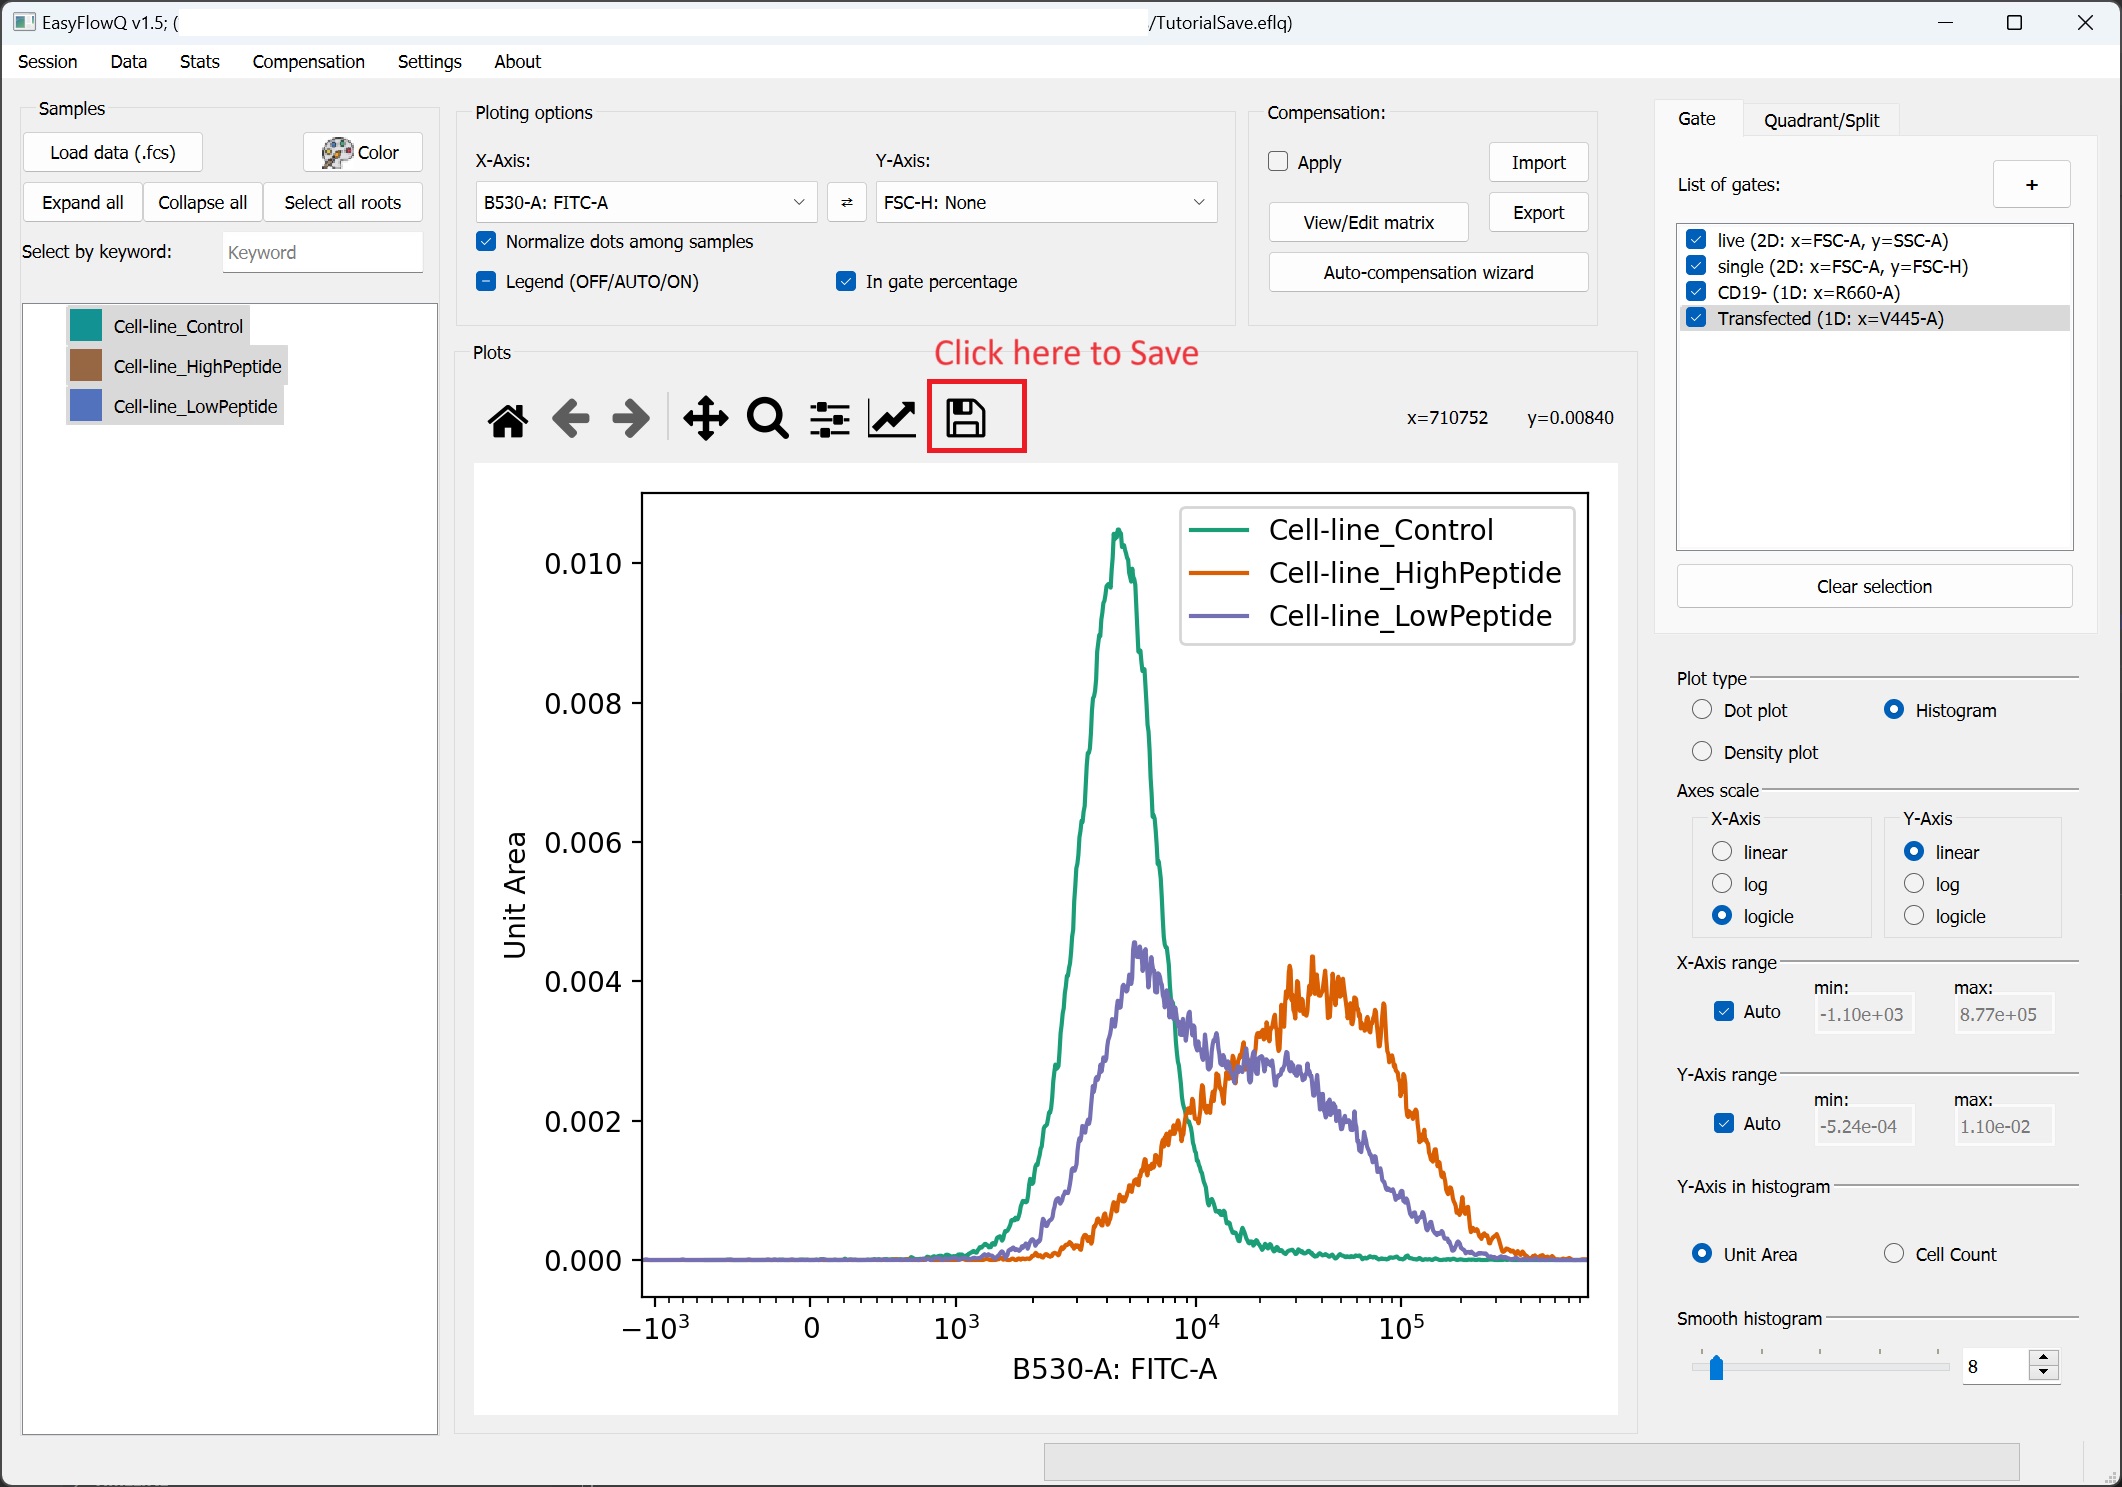 EasyFlowQ v1.5; (
/TutorialSave.eflq)
Session Data Stats Compensation Settings About
Samples
Load data (.fcs)
Color
Expand all
Collapse all
Select all roots
Select by keyword:
Keyword
Cell-line_Control
Cell-line_HighPeptide
Cell-line_LowPeptide
Ploting options
X-Axis:
Y-Axis:
B530-A: FITC-A
⇄
FSC-H: None
Normalize dots among samples
Legend (OFF/AUTO/ON)
In gate percentage
Compensation:
Apply
Import
View/Edit matrix
Export
Auto-compensation wizard
Plots
Click here to Save
x=710752 y=0.00840
Cell-line_Control
Cell-line_HighPeptide
Cell-line_LowPeptide
0.010
0.008
0.006
0.004
0.002
0.000
Unit Area
−10³ 0 10³ 10⁴ 10⁵
B530-A: FITC-A
Gate
Quadrant/Split
List of gates:
+
live (2D: x=FSC-A, y=SSC-A)
single (2D: x=FSC-A, y=FSC-H)
CD19- (1D: x=R660-A)
Transfected (1D: x=V445-A)
Clear selection
Plot type
Dot plot
Histogram
Density plot
Axes scale
X-Axis
linear
log
logicle
Y-Axis
linear
log
logicle
X-Axis range
Auto
min:
-1.10e+03
max:
8.77e+05
Y-Axis range
Auto
min:
-5.24e-04
max:
1.10e-02
Y-Axis in histogram
Unit Area
Cell Count
Smooth histogram
8